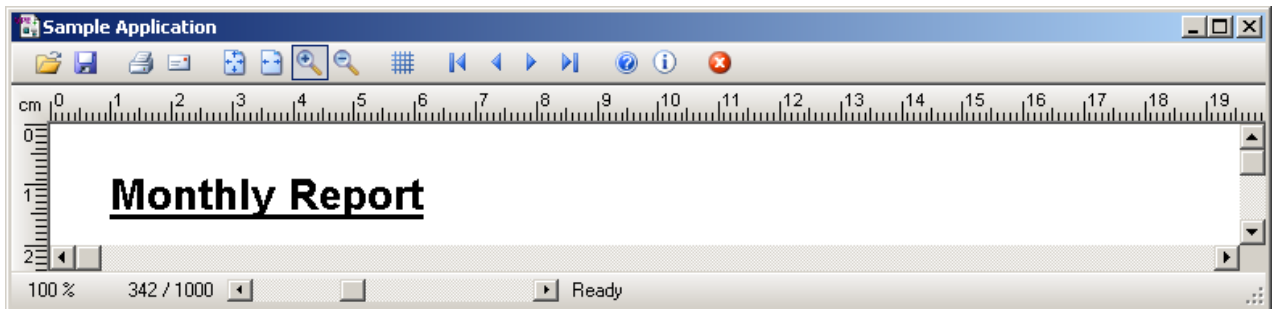 Sample Application
cm 0 1 2 3 4 5 6 7 8 9 10 11 12 13 14 15 16 17 18 19
0
Monthly Report
1
2
100 % 342 / 1000 Ready